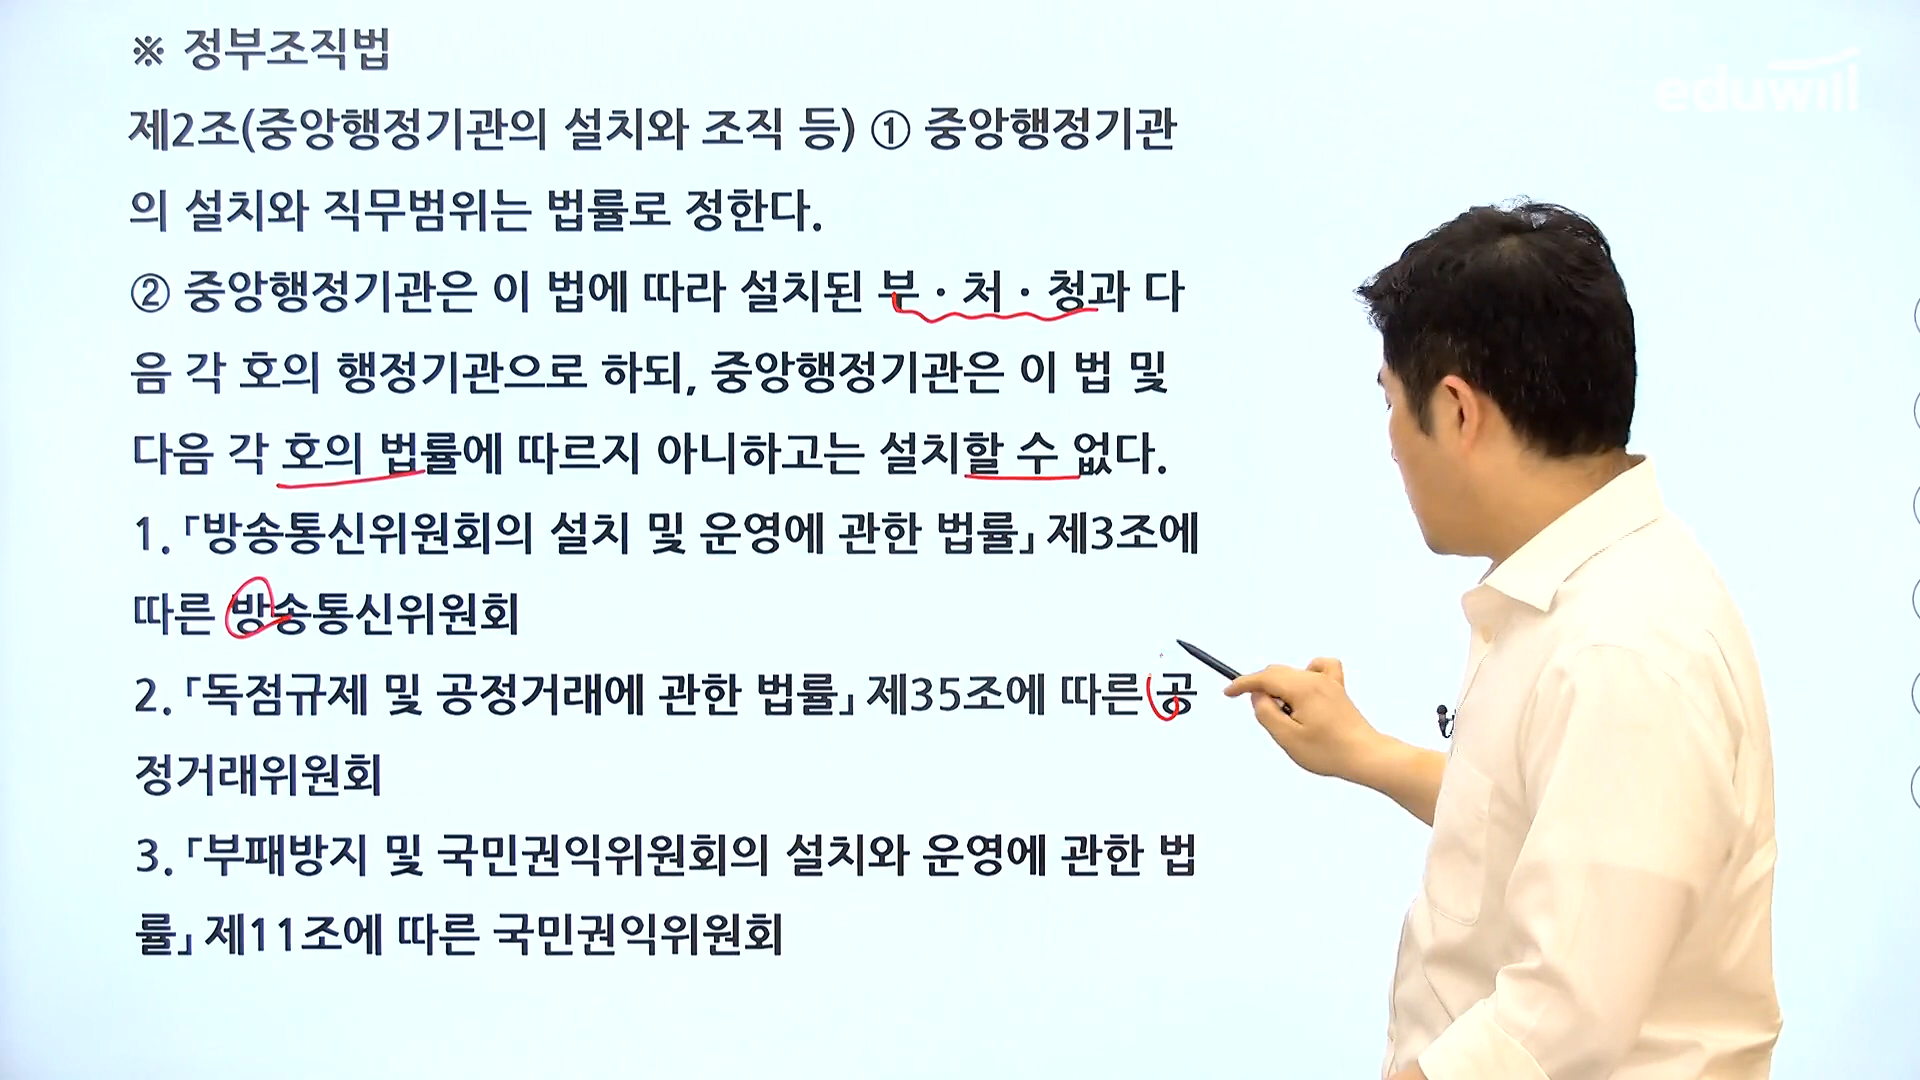 ※ 정부조직법
eduwill
제2조(중앙행정기관의 설치와 조직 등) ① 중앙행정기관
의 설치와 직무범위는 법률로 정한다.
② 중앙행정기관은 이 법에 따라 설치된 부·처·청과 다
음 각 호의 행정기관으로 하되, 중앙행정기관은 이 법 및
다음 각 호의 법률에 따르지 아니하고는 설치할 수 없다.
1. 「방송통신위원회의 설치 및 운영에 관한 법률」 제3조에
따른 방송통신위원회
2. 「독점규제 및 공정거래에 관한 법률」 제35조에 따른 공
정거래위원회
3. 「부패방지 및 국민권익위원회의 설치와 운영에 관한 법
률」 제11조에 따른 국민권익위원회